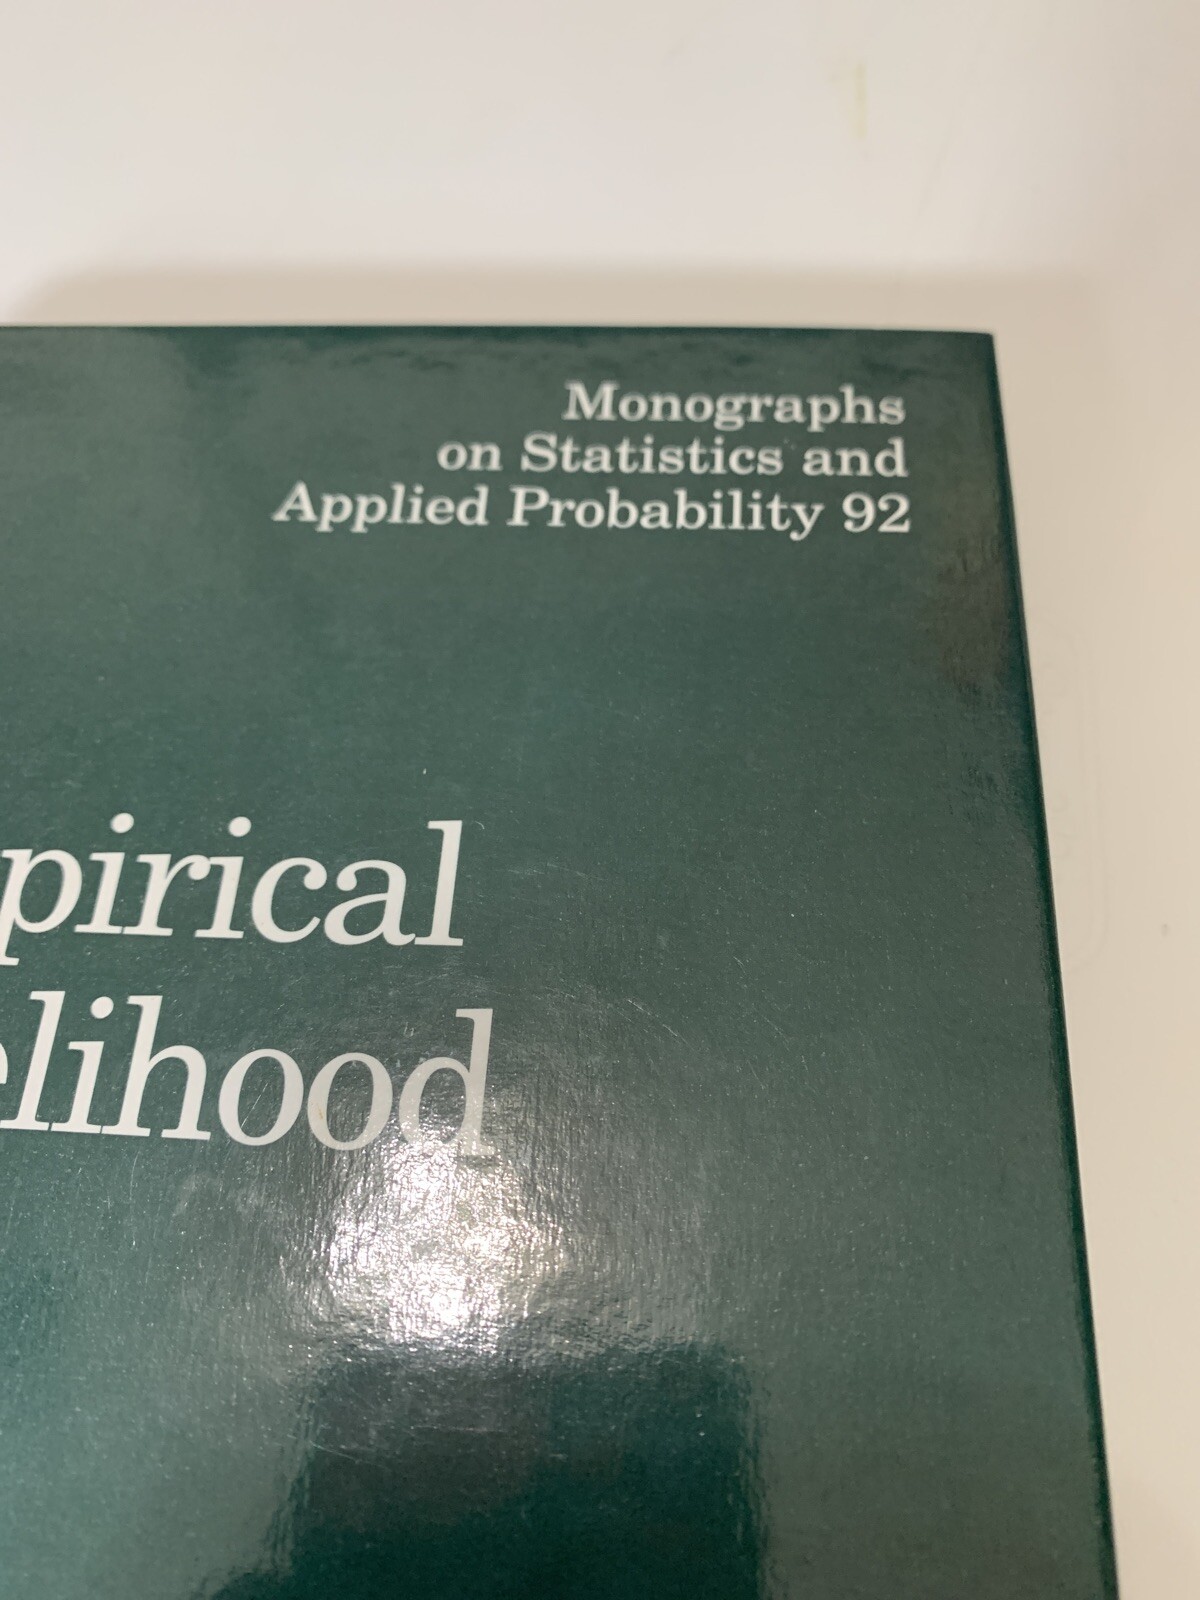 Monographs
on Statistics and
Applied Probability 92
pirical
elihood